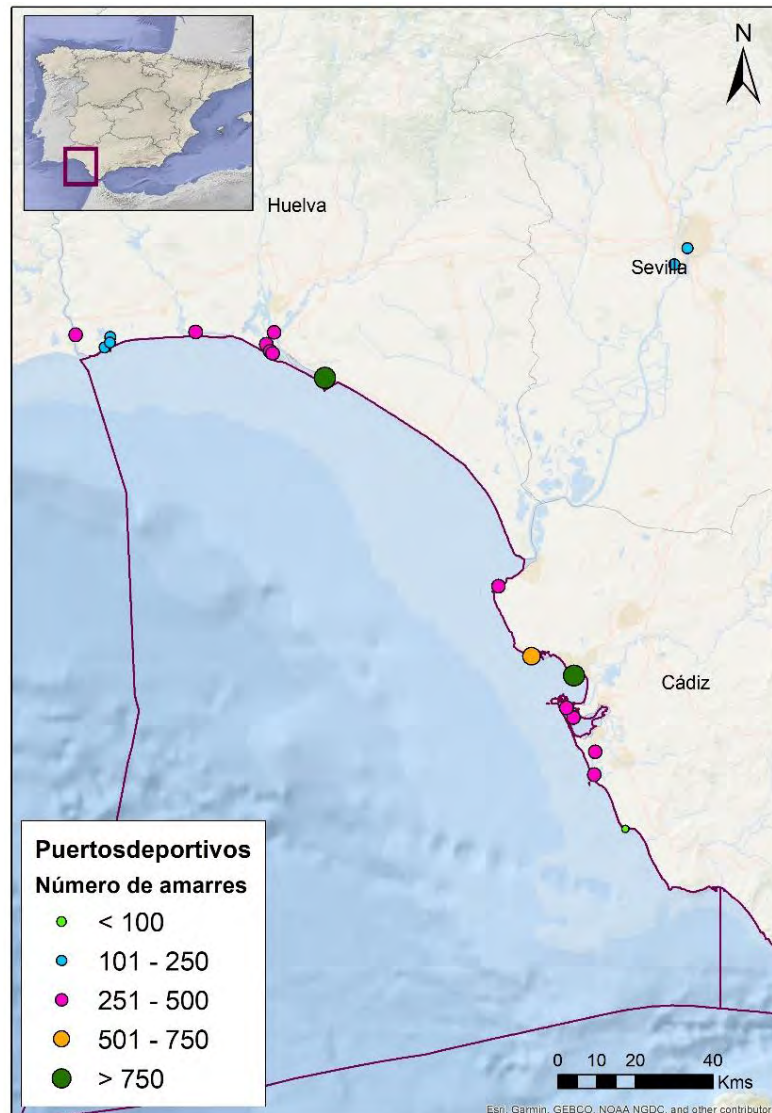 N
Huelva
Sevilla
Cádiz
Puertosdeportivos
Número de amarres
< 100
101 - 250
251 - 500
501 - 750
> 750
0 10 20 40
Kms
Esri, Garmin, GEBCO, NOAA NGDC, and other contributor